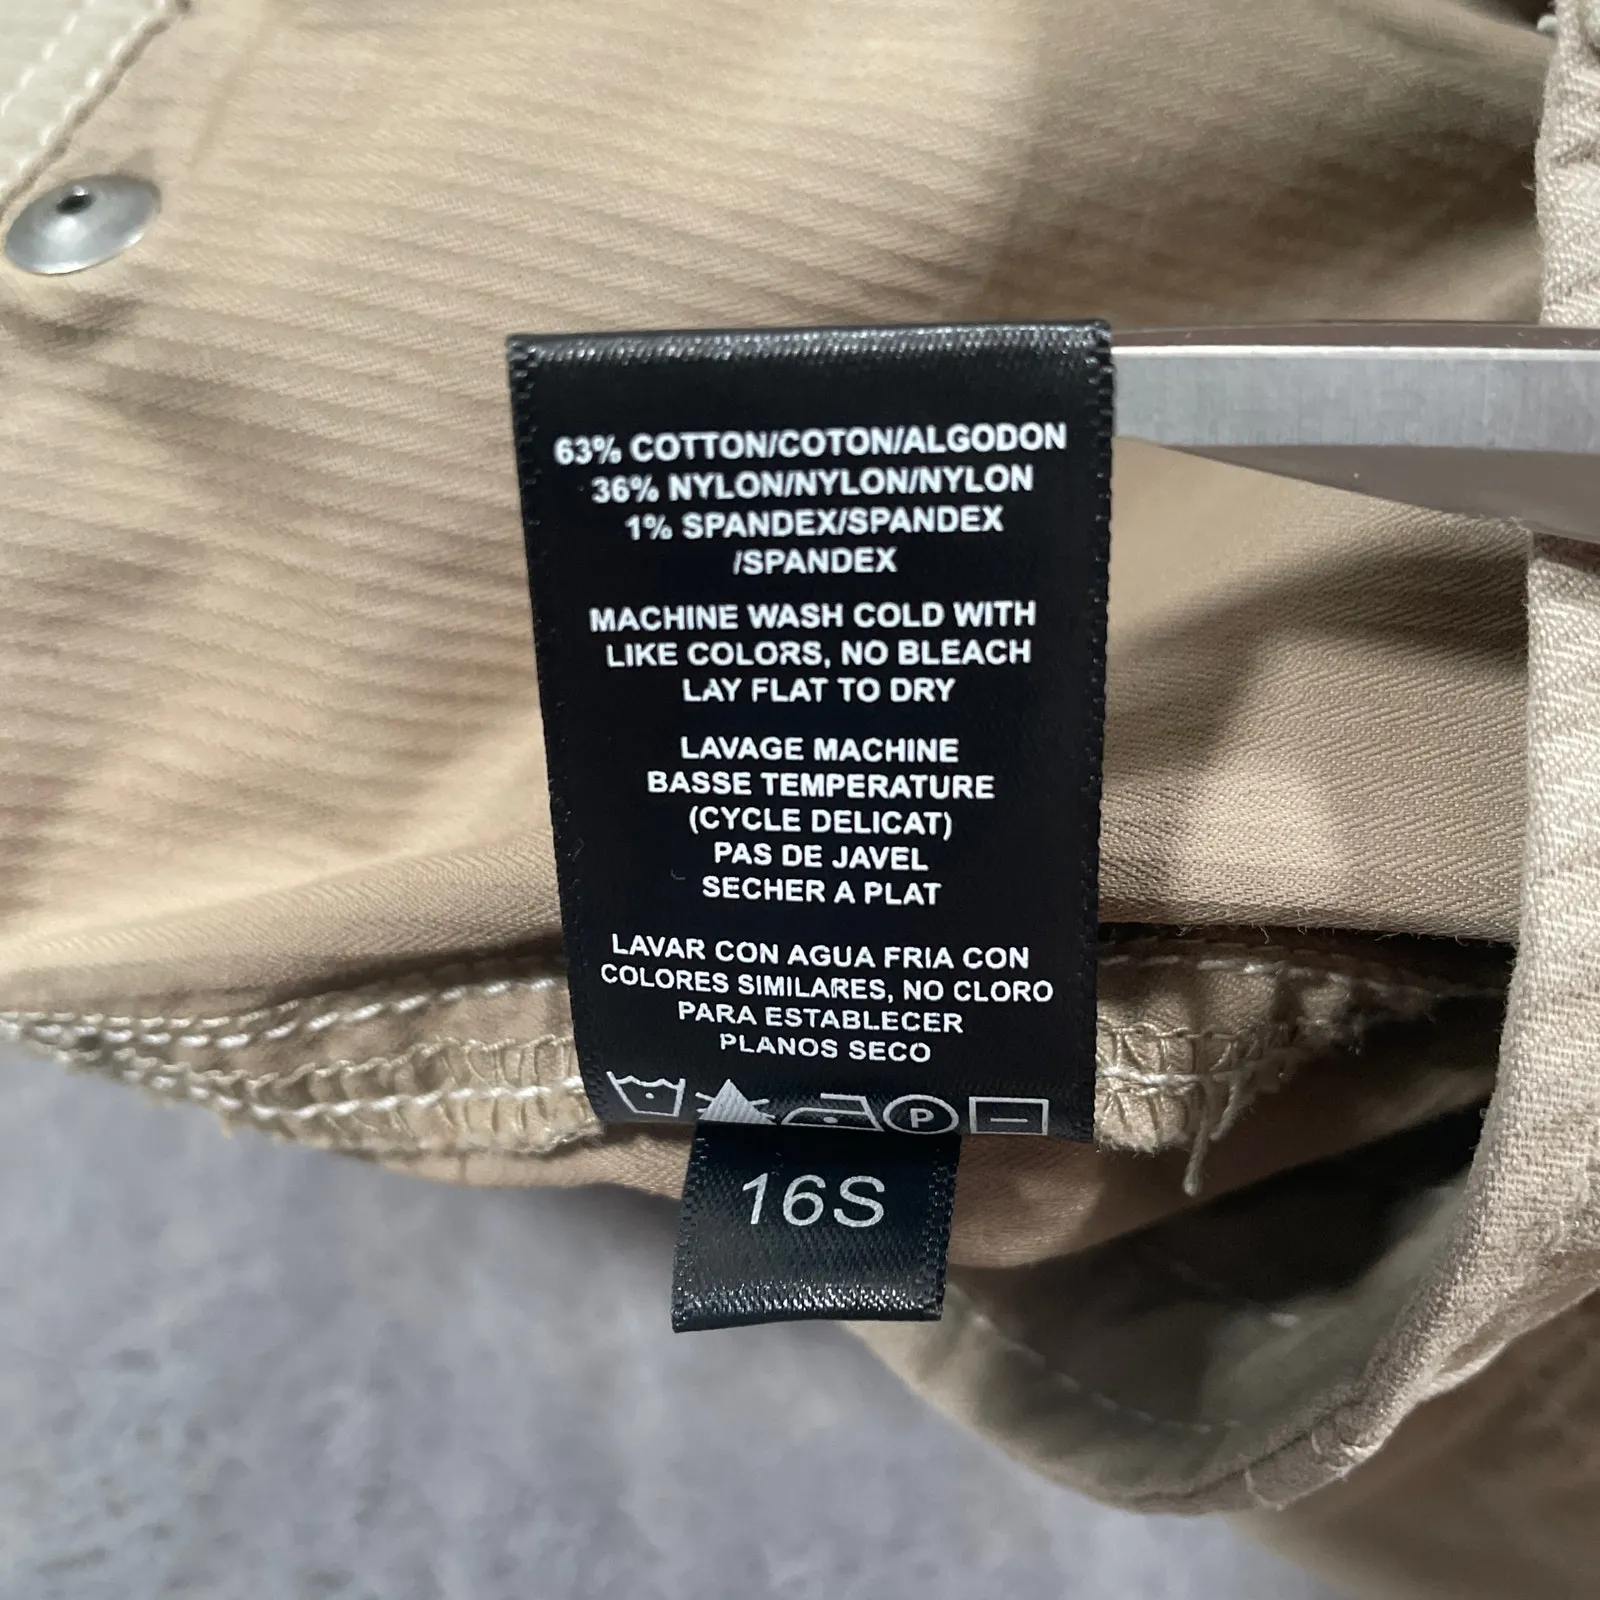 63% COTTON/COTON/ALGODON
36% NYLON/NYLON/NYLON
1% SPANDEX/SPANDEX
/SPANDEX
MACHINE WASH COLD WITH
LIKE COLORS, NO BLEACH
LAY FLAT TO DRY
LAVAGE MACHINE
BASSE TEMPERATURE
(CYCLE DELICAT)
PAS DE JAVEL
SECHER A PLAT
LAVAR CON AGUA FRIA CON
COLORES SIMILARES, NO CLORO
PARA ESTABLECER
PLANOS SECO
P
16S